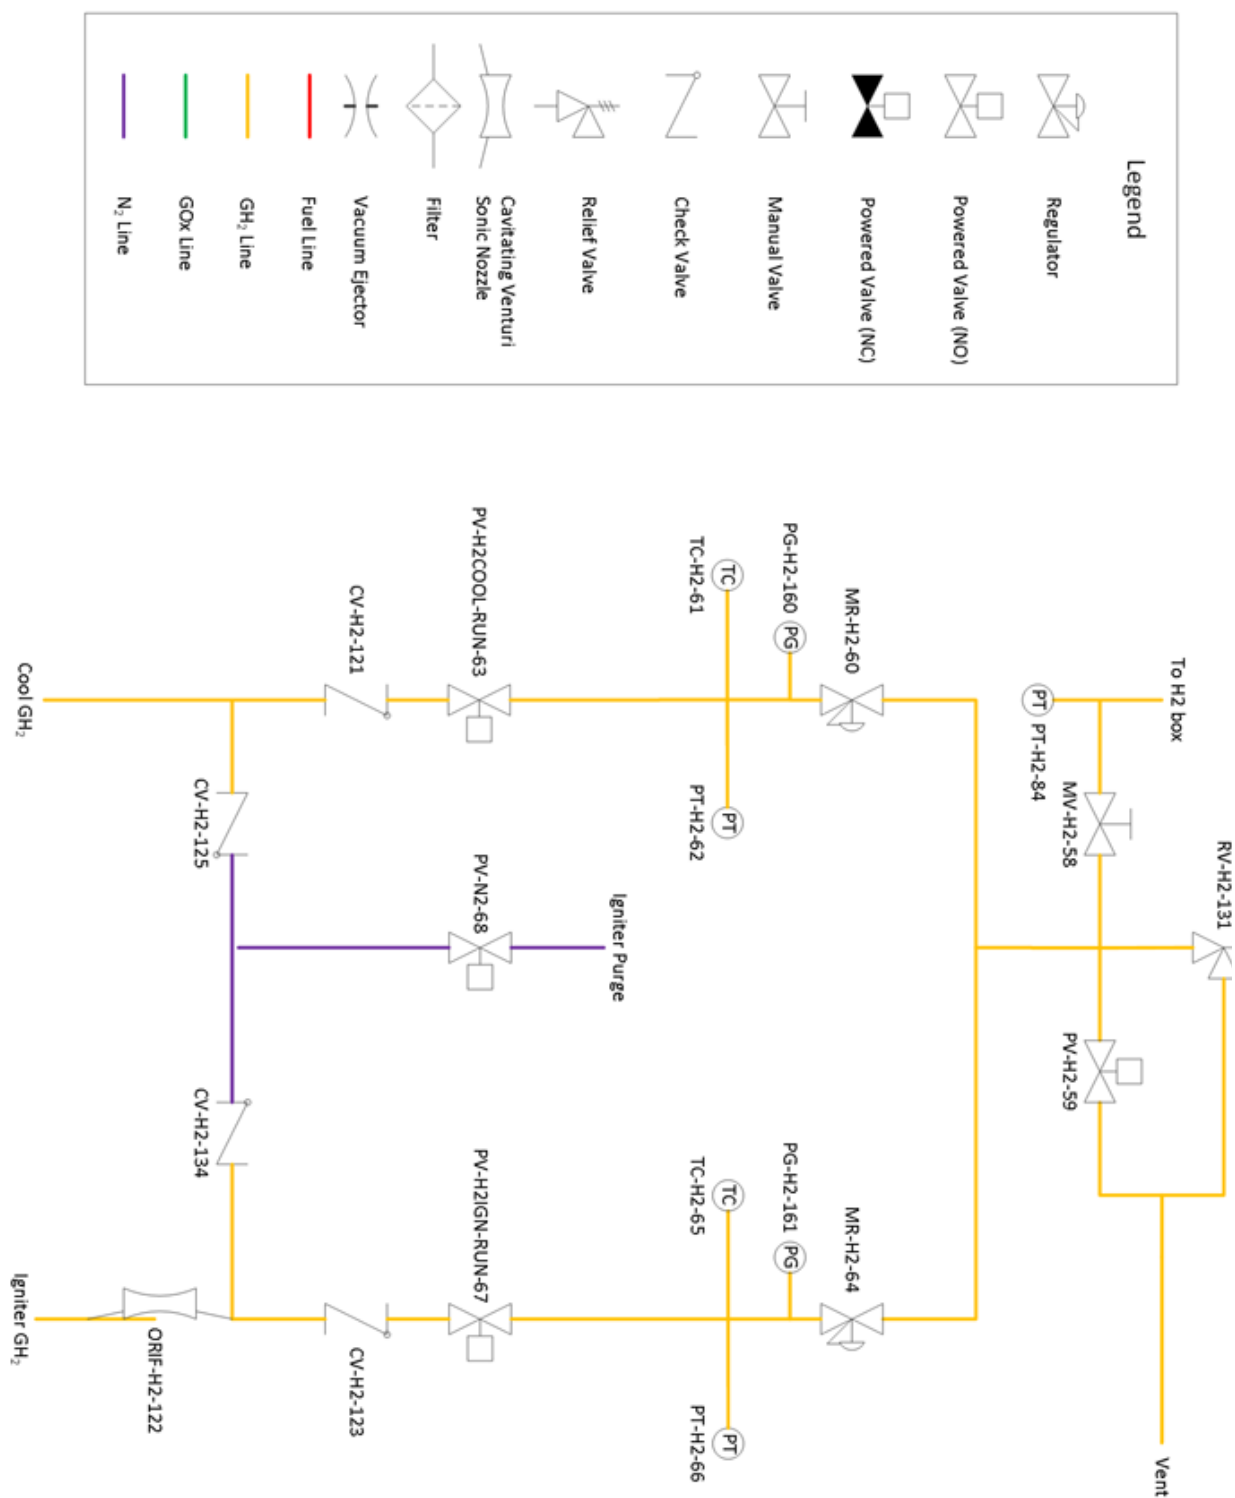 Legend
Regulator
Powered Valve (NO)
Powered Valve (NC)
Manual Valve
Check Valve
Relief Valve
Cavitating Venturi
Sonic Nozzle
Filter
Vacuum Ejector
Fuel Line
GH₂ Line
GOx Line
N₂ Line
RV-H2-131
To H2 box
Vent
MV-H2-58
PV-H2-59
PT
PT-H2-84
MR-H2-60
MR-H2-64
PG-H2-160
PG
PG-H2-161
PG
TC
TC-H2-61
PT
PT-H2-62
TC
TC-H2-65
PT
PT-H2-66
Igniter Purge
PV-H2COOL-RUN-63
PV-N2-68
PV-H2IGN-RUN-67
CV-H2-121
CV-H2-123
CV-H2-125
CV-H2-134
ORIF-H2-122
Cool GH₂
Igniter GH₂